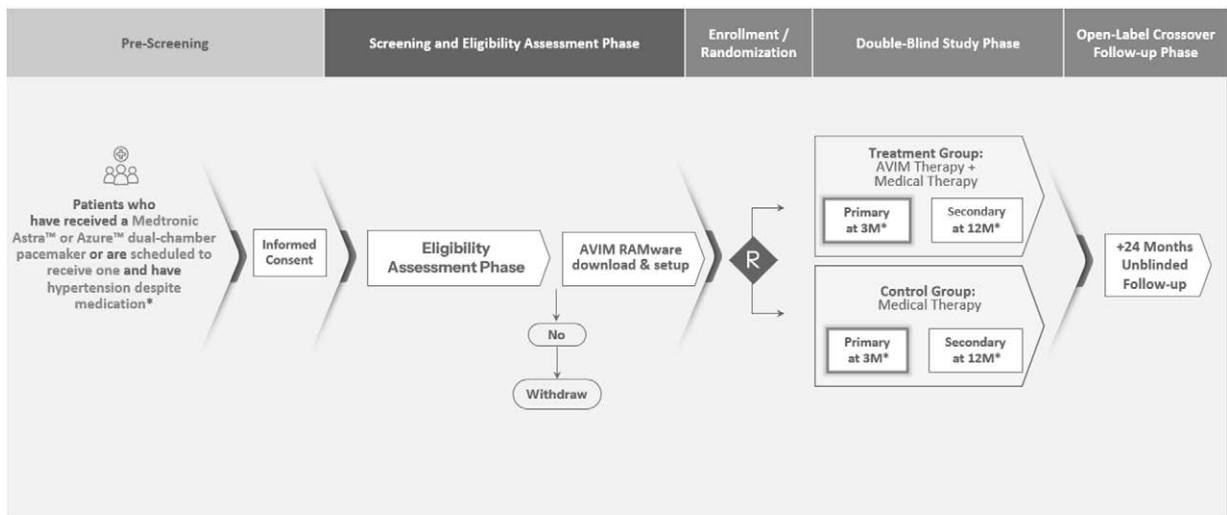 Pre-Screening
Screening and Eligibility Assessment Phase
Enrollment /
Randomization
Double-Blind Study Phase
Open-Label Crossover
Follow-up Phase
Patients who
have received a Medtronic
Astra™ or Azure™ dual-chamber
pacemaker or are scheduled to
receive one and have
hypertension despite
medication*
Informed
Consent
Eligibility
Assessment Phase
No
Withdraw
AVIM RAMware
download & setup
R
Treatment Group:
AVIM Therapy +
Medical Therapy
Primary
at 3M*
Secondary
at 12M*
Control Group:
Medical Therapy
Primary
at 3M*
Secondary
at 12M*
+24 Months
Unblinded
Follow-up